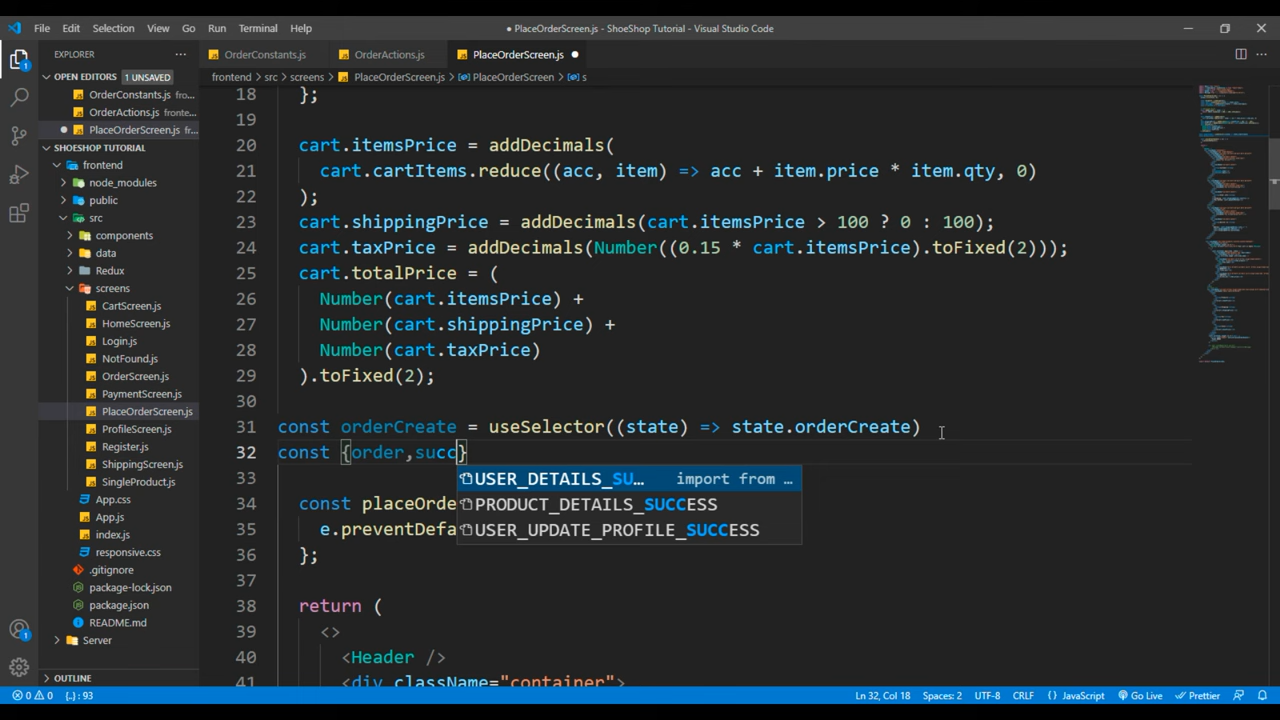 File Edit Selection View Go Run Terminal Help
● PlaceOrderScreen.js - ShoeShop Tutorial - Visual Studio Code
EXPLORER
OPEN EDITORS 1 UNSAVED
OrderConstants.js fro...
OrderActions.js fronte...
PlaceOrderScreen.js fr...
SHOESHOP TUTORIAL
frontend
node_modules
public
src
components
data
Redux
screens
CartScreen.js
HomeScreen.js
Login.js
NotFound.js
OrderScreen.js
PaymentScreen.js
PlaceOrderScreen.js
ProfileScreen.js
Register.js
ShippingScreen.js
SingleProduct.js
App.css
App.js
index.js
responsive.css
.gitignore
package-lock.json
package.json
README.md
Server
OUTLINE
OrderConstants.js OrderActions.js PlaceOrderScreen.js
frontend > src > screens > PlaceOrderScreen.js > PlaceOrderScreen > s
18 };
19
20 cart.itemsPrice = addDecimals(
21 cart.cartItems.reduce((acc, item) => acc + item.price * item.qty, 0)
22 );
23 cart.shippingPrice = addDecimals(cart.itemsPrice > 100 ? 0 : 100);
24 cart.taxPrice = addDecimals(Number((0.15 * cart.itemsPrice).toFixed(2)));
25 cart.totalPrice = (
26 Number(cart.itemsPrice) +
27 Number(cart.shippingPrice) +
28 Number(cart.taxPrice)
29 ).toFixed(2);
30
31 const orderCreate = useSelector((state) => state.orderCreate)
32 const {order,succ}
USER_DETAILS_SU... import from ...
PRODUCT_DETAILS_SUCCESS
USER_UPDATE_PROFILE_SUCCESS
33
34 const placeOrde
35 e.preventDefa
36 };
37
38 return (
39 <>
40 <Header />
41 <div className="container">
0 0 {..}: 93 Ln 32, Col 18 Spaces: 2 UTF-8 CRLF {} JavaScript Go Live Prettier